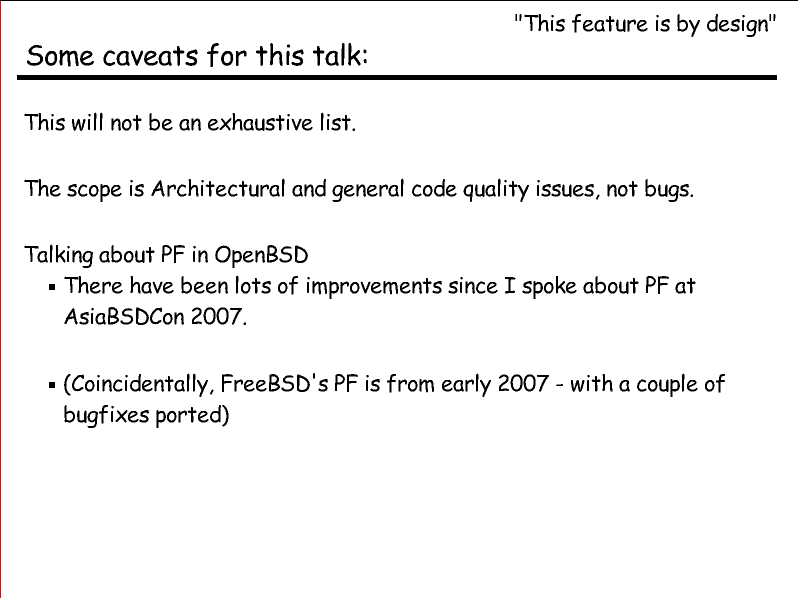 "This feature is by design"
Some caveats for this talk:
This will not be an exhaustive list.
The scope is Architectural and general code quality issues, not bugs.
Talking about PF in OpenBSD
▪ There have been lots of improvements since I spoke about PF at
AsiaBSDCon 2007.
▪ (Coincidentally, FreeBSD's PF is from early 2007 - with a couple of
bugfixes ported)